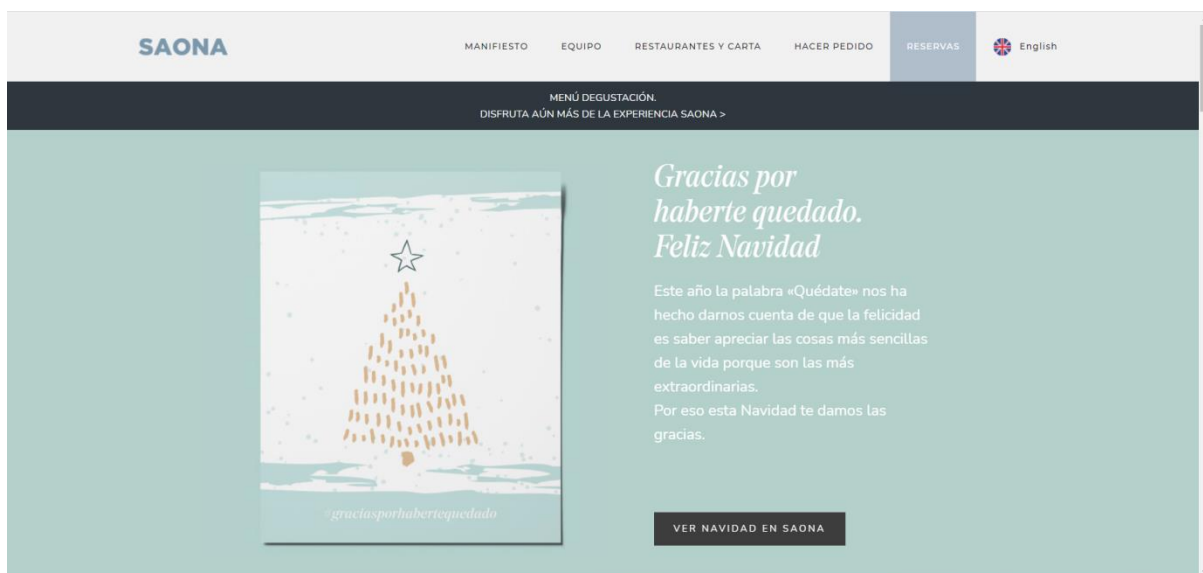 SAONA
MANIFIESTO
EQUIPO
RESTAURANTES Y CARTA
HACER PEDIDO
RESERVAS
English
MENÚ DEGUSTACIÓN.
DISFRUTA AÚN MÁS DE LA EXPERIENCIA SAONA >
#graciasporhabertequedado
Gracias por
haberte quedado.
Feliz Navidad
Este año la palabra «Quédate» nos ha
hecho darnos cuenta de que la felicidad
es saber apreciar las cosas más sencillas
de la vida porque son las más
extraordinarias.
Por eso esta Navidad te damos las
gracias.
VER NAVIDAD EN SAONA